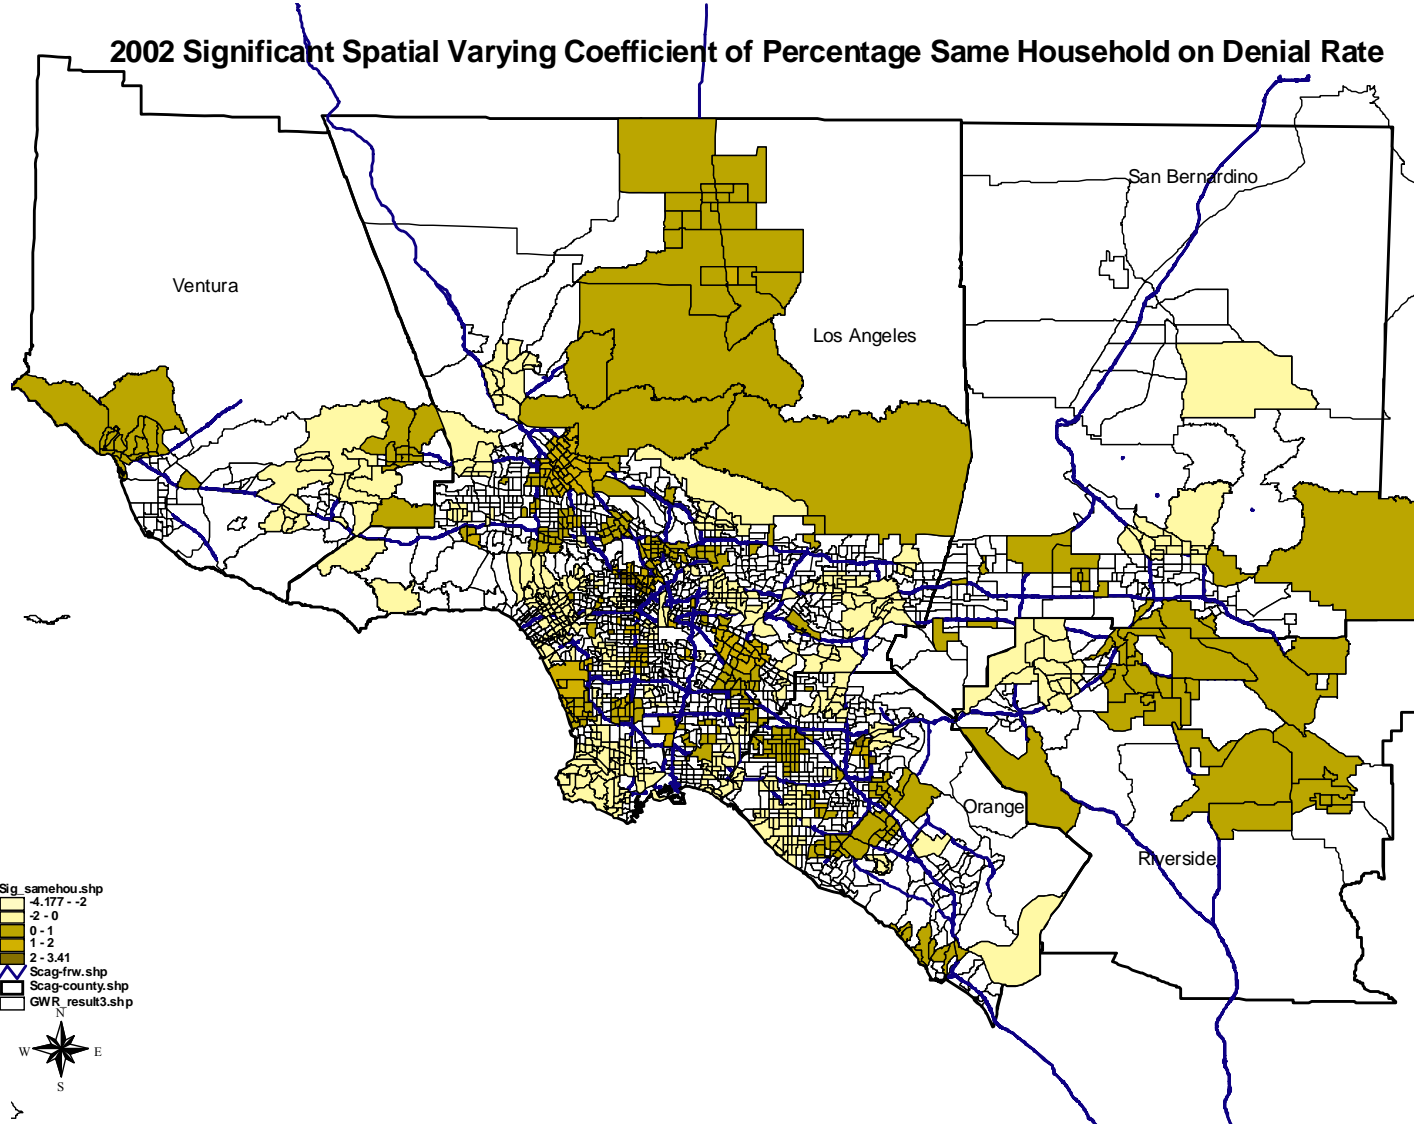 2002 Significant Spatial Varying Coefficient of Percentage Same Household on Denial Rate
San Bernardino
Ventura
Los Angeles
Orange
Riverside
Sig_samehou.shp
-4.177 - -2
-2 - 0
0 - 1
1 - 2
2 - 3.41
Scag-frw.shp
Scag-county.shp
GWR_result3.shp
N
W E
S